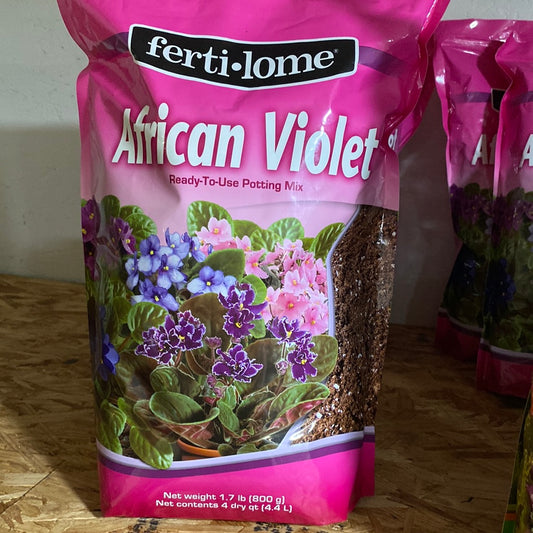 ferti•lome®
African Violet
Ready-To-Use Potting Mix
Net weight 1.7 lb (800 g)
Net contents 4 dry qt (4.4 L)
A
A